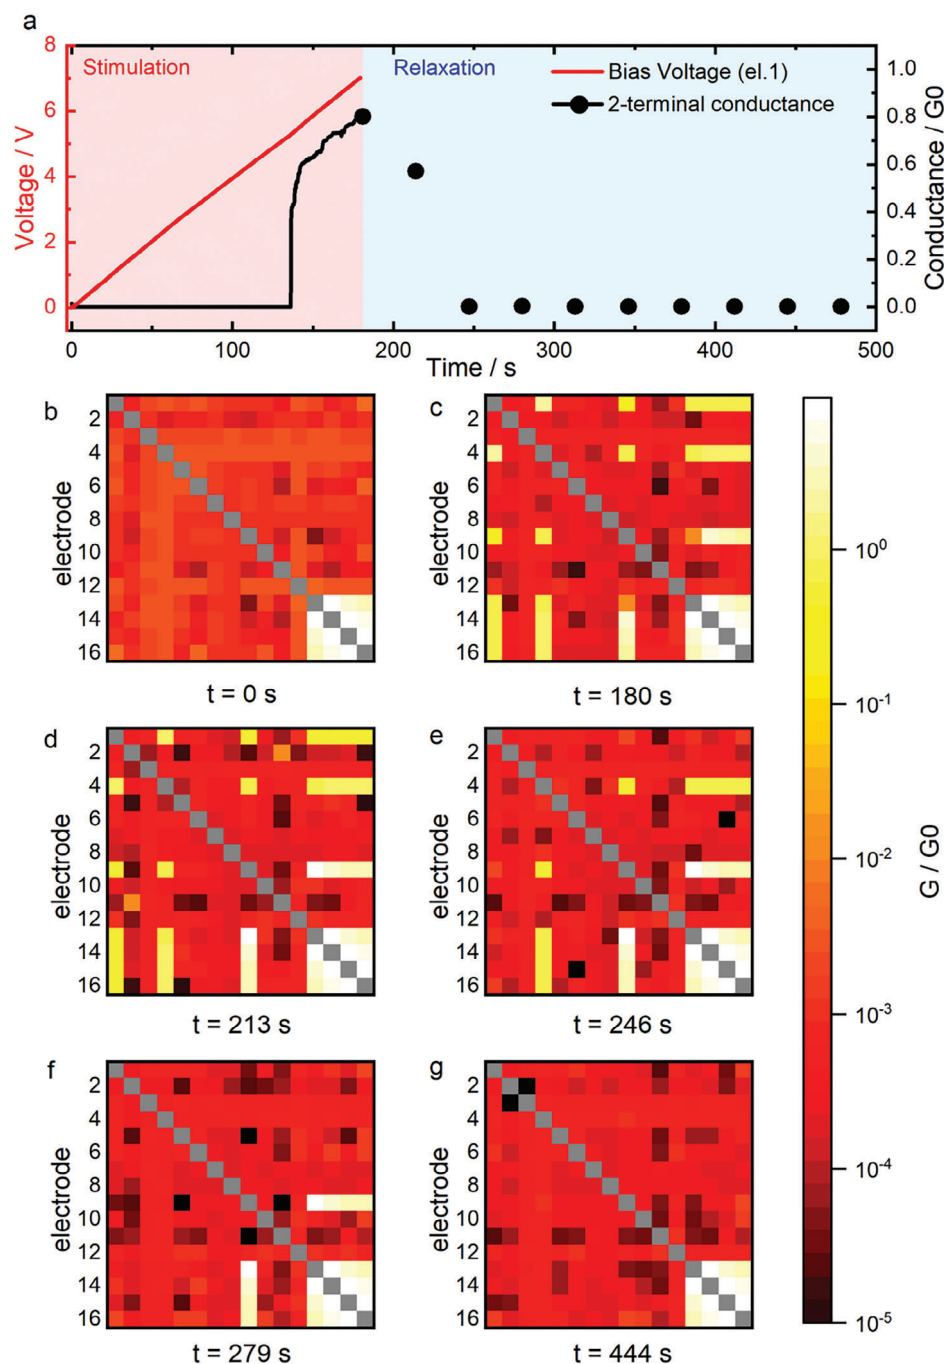 a
8
6
4
2
0
Voltage / V
Stimulation
Relaxation
Bias Voltage (el.1)
2-terminal conductance
1.0
0.8
0.6
0.4
0.2
0.0
Conductance / G0
0 100 200 300 400 500
Time / s
b
2
4
6
8
10
12
14
16
electrode
t = 0 s
c
2
4
6
8
10
12
14
16
electrode
t = 180 s
d
2
4
6
8
10
12
14
16
electrode
t = 213 s
e
2
4
6
8
10
12
14
16
electrode
t = 246 s
f
2
4
6
8
10
12
14
16
electrode
t = 279 s
g
2
4
6
8
10
12
14
16
electrode
t = 444 s
10⁰
10⁻¹
10⁻²
10⁻³
10⁻⁴
10⁻⁵
G / G0